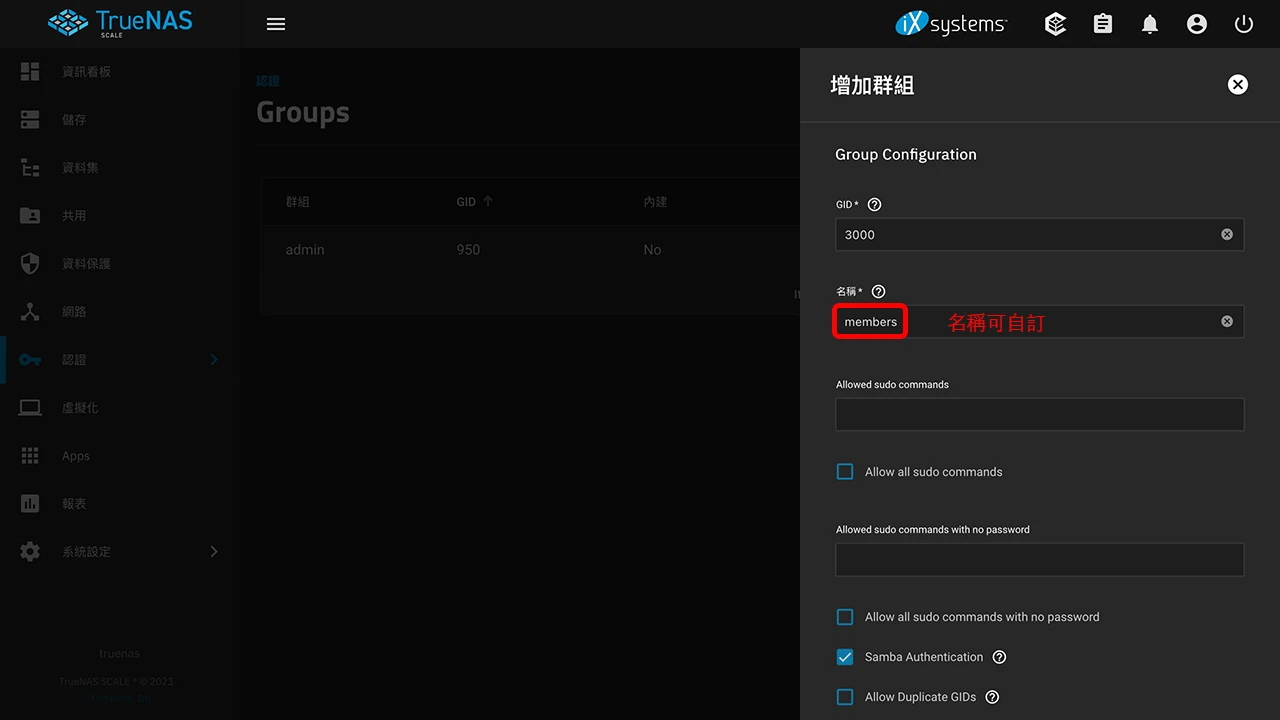 TrueNAS
SCALE
iXsystems
資訊看板
儲存
資料集
共用
資料保護
網路
認證
虛擬化
Apps
報表
系統設定
truenas
TrueNAS SCALE ® © 2023
認證
Groups
群組
GID
內建
admin
950
No
增加群組
Group Configuration
GID *
3000
名稱 *
members
名稱可自訂
Allowed sudo commands
Allow all sudo commands
Allowed sudo commands with no password
Allow all sudo commands with no password
Samba Authentication
Allow Duplicate GIDs